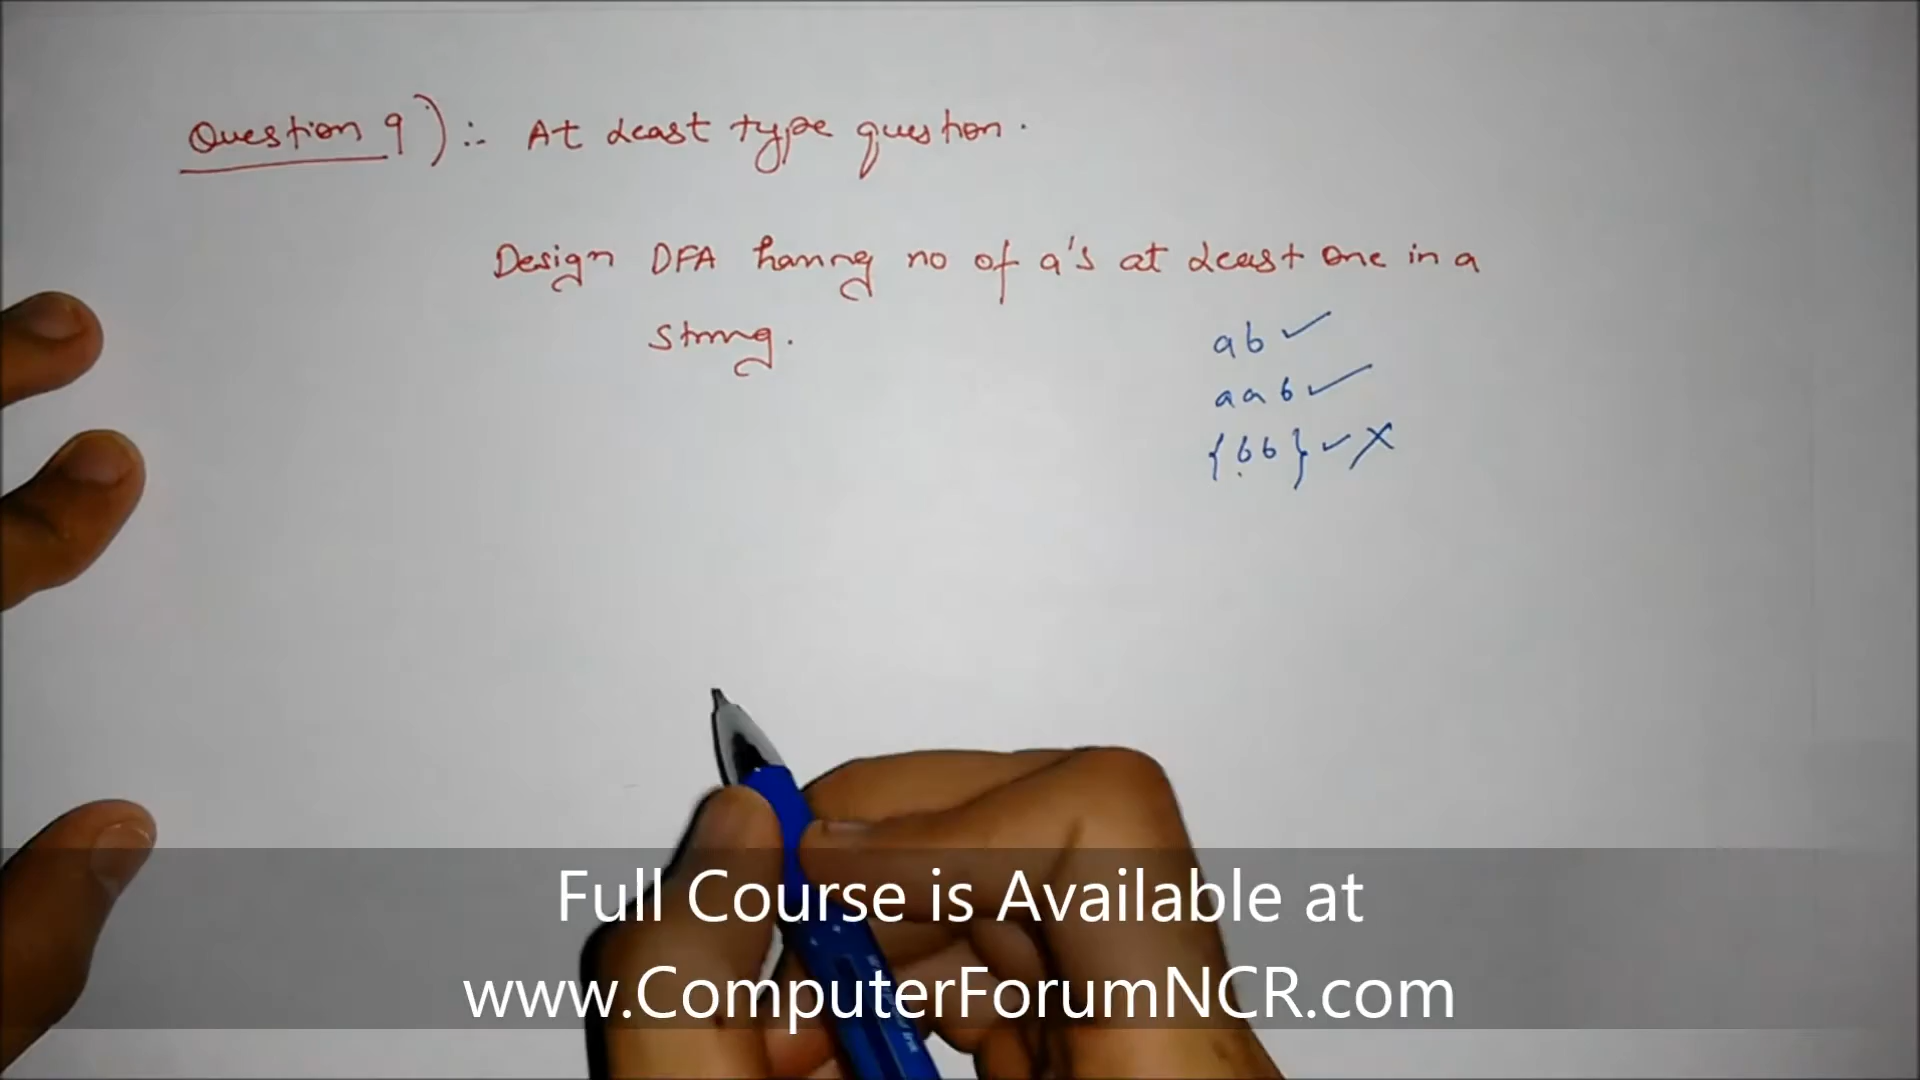 Question 9) :- At Least type question.
Design DFA having no of a's at Least one in a
string.
ab ✓
aab ✓
{bb} ✓ X
Full Course is Available at
www.ComputerForumNCR.com